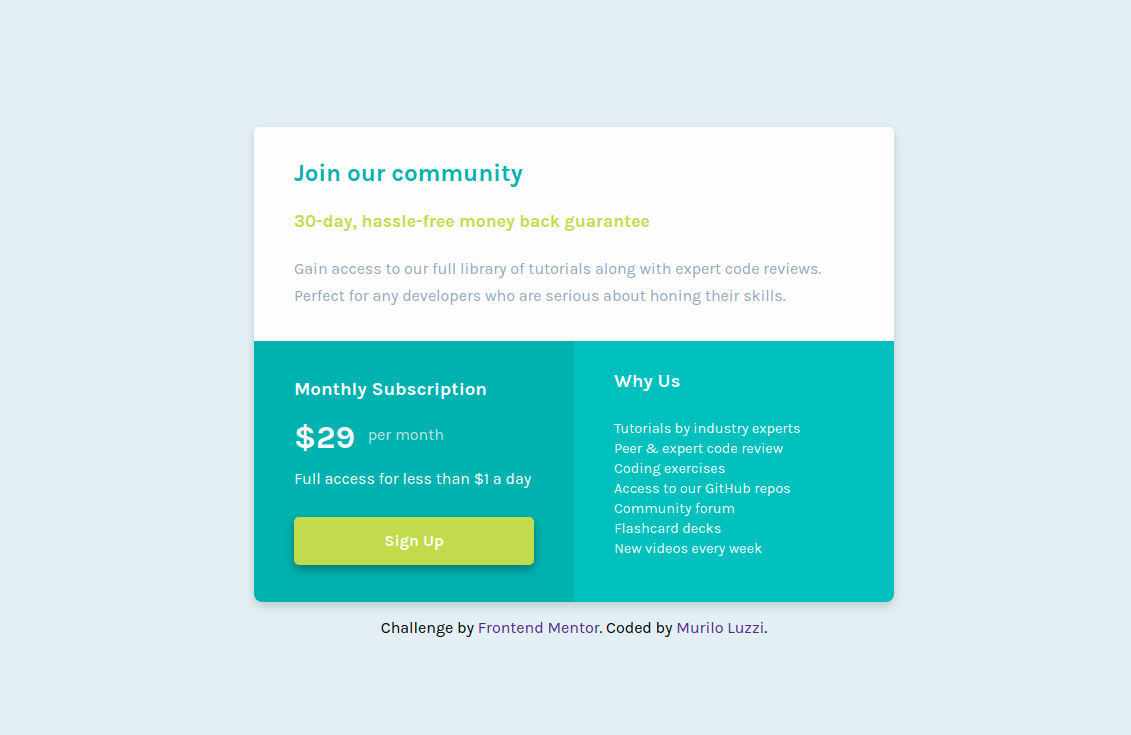 Join our community
30-day, hassle-free money back guarantee
Gain access to our full library of tutorials along with expert code reviews.
Perfect for any developers who are serious about honing their skills.
Monthly Subscription
$29 per month
Full access for less than $1 a day
Sign Up
Why Us
Tutorials by industry experts
Peer & expert code review
Coding exercises
Access to our GitHub repos
Community forum
Flashcard decks
New videos every week
Challenge by Frontend Mentor. Coded by Murilo Luzzi.